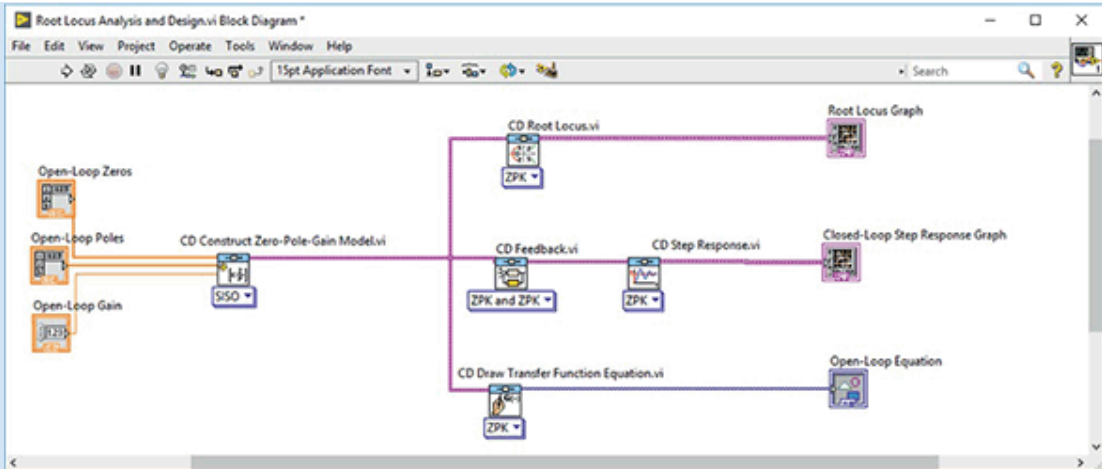 Root Locus Analysis and Design.vi Block Diagram *
File Edit View Project Operate Tools Window Help
15pt Application Font
Search
Root Locus Graph
CD Root Locus.vi
ZPK
Open-Loop Zeros
Open-Loop Poles
CD Construct Zero-Pole-Gain Model.vi
SISO
Open-Loop Gain
CD Feedback.vi
ZPK and ZPK
CD Step Response.vi
ZPK
Closed-Loop Step Response Graph
CD Draw Transfer Function Equation.vi
ZPK
Open-Loop Equation